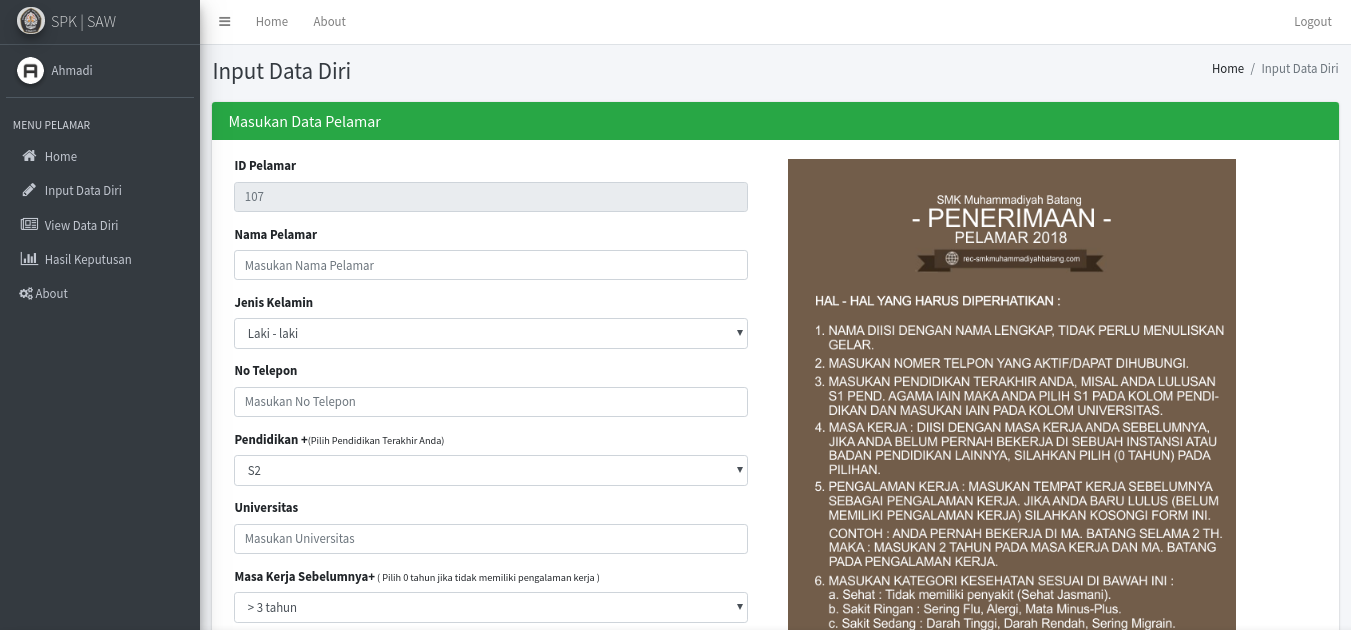 SPK | SAW
Home
About
Logout
Ahmadi
MENU PELAMAR
Home
Input Data Diri
View Data Diri
Hasil Keputusan
About
Input Data Diri
Home / Input Data Diri
Masukan Data Pelamar
ID Pelamar
107
Nama Pelamar
Masukan Nama Pelamar
Jenis Kelamin
Laki - laki
No Telepon
Masukan No Telepon
Pendidikan +(Pilih Pendidikan Terakhir Anda)
S2
Universitas
Masukan Universitas
Masa Kerja Sebelumnya+ ( Pilih 0 tahun jika tidak memiliki pengalaman kerja )
> 3 tahun
SMK Muhammadiyah Batang
- PENERIMAAN -
PELAMAR 2018
rec-smkmuhammadiyahbatang.com
HAL - HAL YANG HARUS DIPERHATIKAN :
1. NAMA DIISI DENGAN NAMA LENGKAP, TIDAK PERLU MENULISKAN
GELAR.
2. MASUKAN NOMER TELPON YANG AKTIF/DAPAT DIHUBUNGI.
3. MASUKAN PENDIDIKAN TERAKHIR ANDA, MISAL ANDA LULUSAN
S1 PEND. AGAMA IAIN MAKA ANDA PILIH S1 PADA KOLOM PENDI-
DIKAN DAN MASUKAN IAIN PADA KOLOM UNIVERSITAS.
4. MASA KERJA : DIISI DENGAN MASA KERJA ANDA SEBELUMNYA,
JIKA ANDA BELUM PERNAH BEKERJA DI SEBUAH INSTANSI ATAU
BADAN PENDIDIKAN LAINNYA, SILAHKAN PILIH (0 TAHUN) PADA
PILIHAN.
5. PENGALAMAN KERJA : MASUKAN TEMPAT KERJA SEBELUMNYA
SEBAGAI PENGALAMAN KERJA. JIKA ANDA BARU LULUS (BELUM
MEMILIKI PENGALAMAN KERJA) SILAHKAN KOSONGI FORM INI.
CONTOH : ANDA PERNAH BEKERJA DI MA. BATANG SELAMA 2 TH.
MAKA : MASUKAN 2 TAHUN PADA MASA KERJA DAN MA. BATANG
PADA PENGALAMAN KERJA.
6. MASUKAN KATEGORI KESEHATAN SESUAI DI BAWAH INI :
a. Sehat : Tidak memiliki penyakit (Sehat Jasmani).
b. Sakit Ringan : Sering Flu, Alergi, Mata Minus-Plus.
c. Sakit Sedang : Darah Tinggi, Darah Rendah, Sering Migrain.